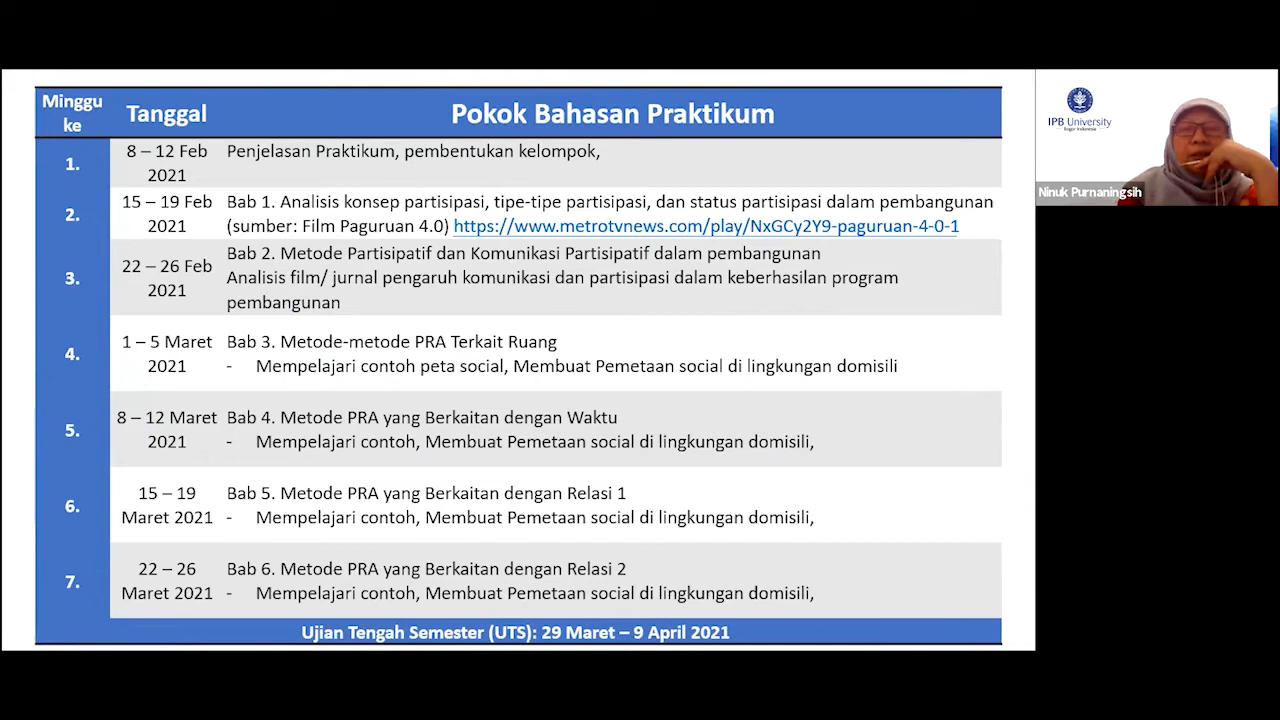 Minggu
ke
Tanggal
Pokok Bahasan Praktikum
1.
8 – 12 Feb
2021
Penjelasan Praktikum, pembentukan kelompok,
2.
15 – 19 Feb
2021
Bab 1. Analisis konsep partisipasi, tipe-tipe partisipasi, dan status partisipasi dalam pembangunan
(sumber: Film Paguruan 4.0) https://www.metrotvnews.com/play/NxGCy2Y9-paguruan-4-0-1
3.
22 – 26 Feb
2021
Bab 2. Metode Partisipatif dan Komunikasi Partisipatif dalam pembangunan
Analisis film/ jurnal pengaruh komunikasi dan partisipasi dalam keberhasilan program
pembangunan
4.
1 – 5 Maret
2021
Bab 3. Metode-metode PRA Terkait Ruang
- Mempelajari contoh peta social, Membuat Pemetaan social di lingkungan domisili
5.
8 – 12 Maret
2021
Bab 4. Metode PRA yang Berkaitan dengan Waktu
- Mempelajari contoh, Membuat Pemetaan social di lingkungan domisili,
6.
15 – 19
Maret 2021
Bab 5. Metode PRA yang Berkaitan dengan Relasi 1
- Mempelajari contoh, Membuat Pemetaan social di lingkungan domisili,
7.
22 – 26
Maret 2021
Bab 6. Metode PRA yang Berkaitan dengan Relasi 2
- Mempelajari contoh, Membuat Pemetaan social di lingkungan domisili,
Ujian Tengah Semester (UTS): 29 Maret – 9 April 2021
IPB University
Bogor Indonesia
Ninuk Purnaningsih